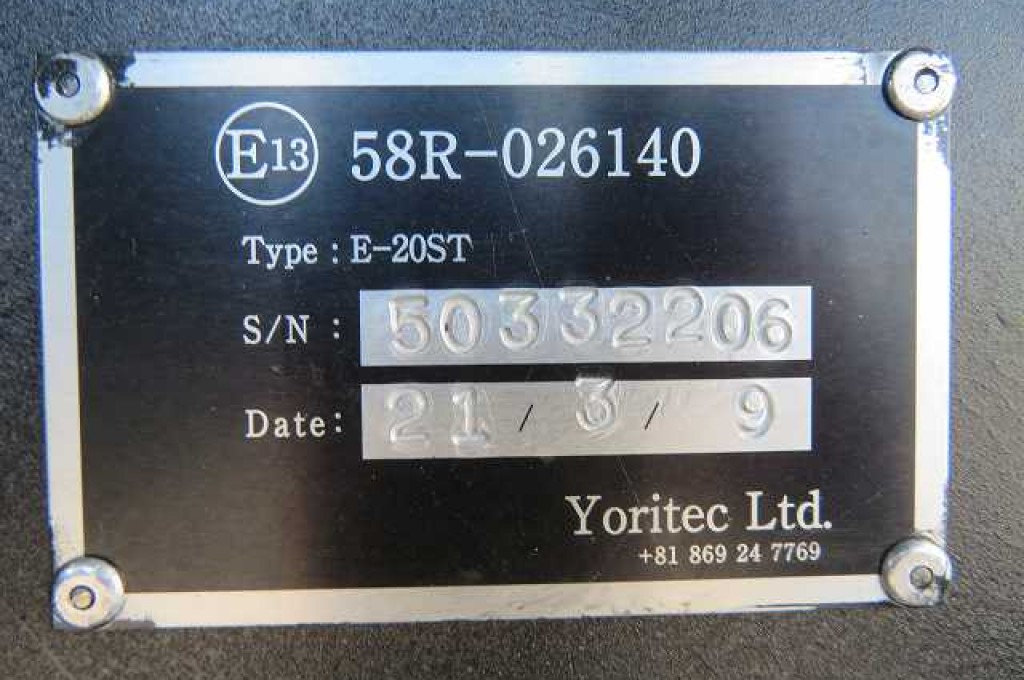 E13 58R-026140
Type : E-20ST
S/N : 50332206
Date: 21 / 3 / 9
Yoritec Ltd.
+81 869 24 7769